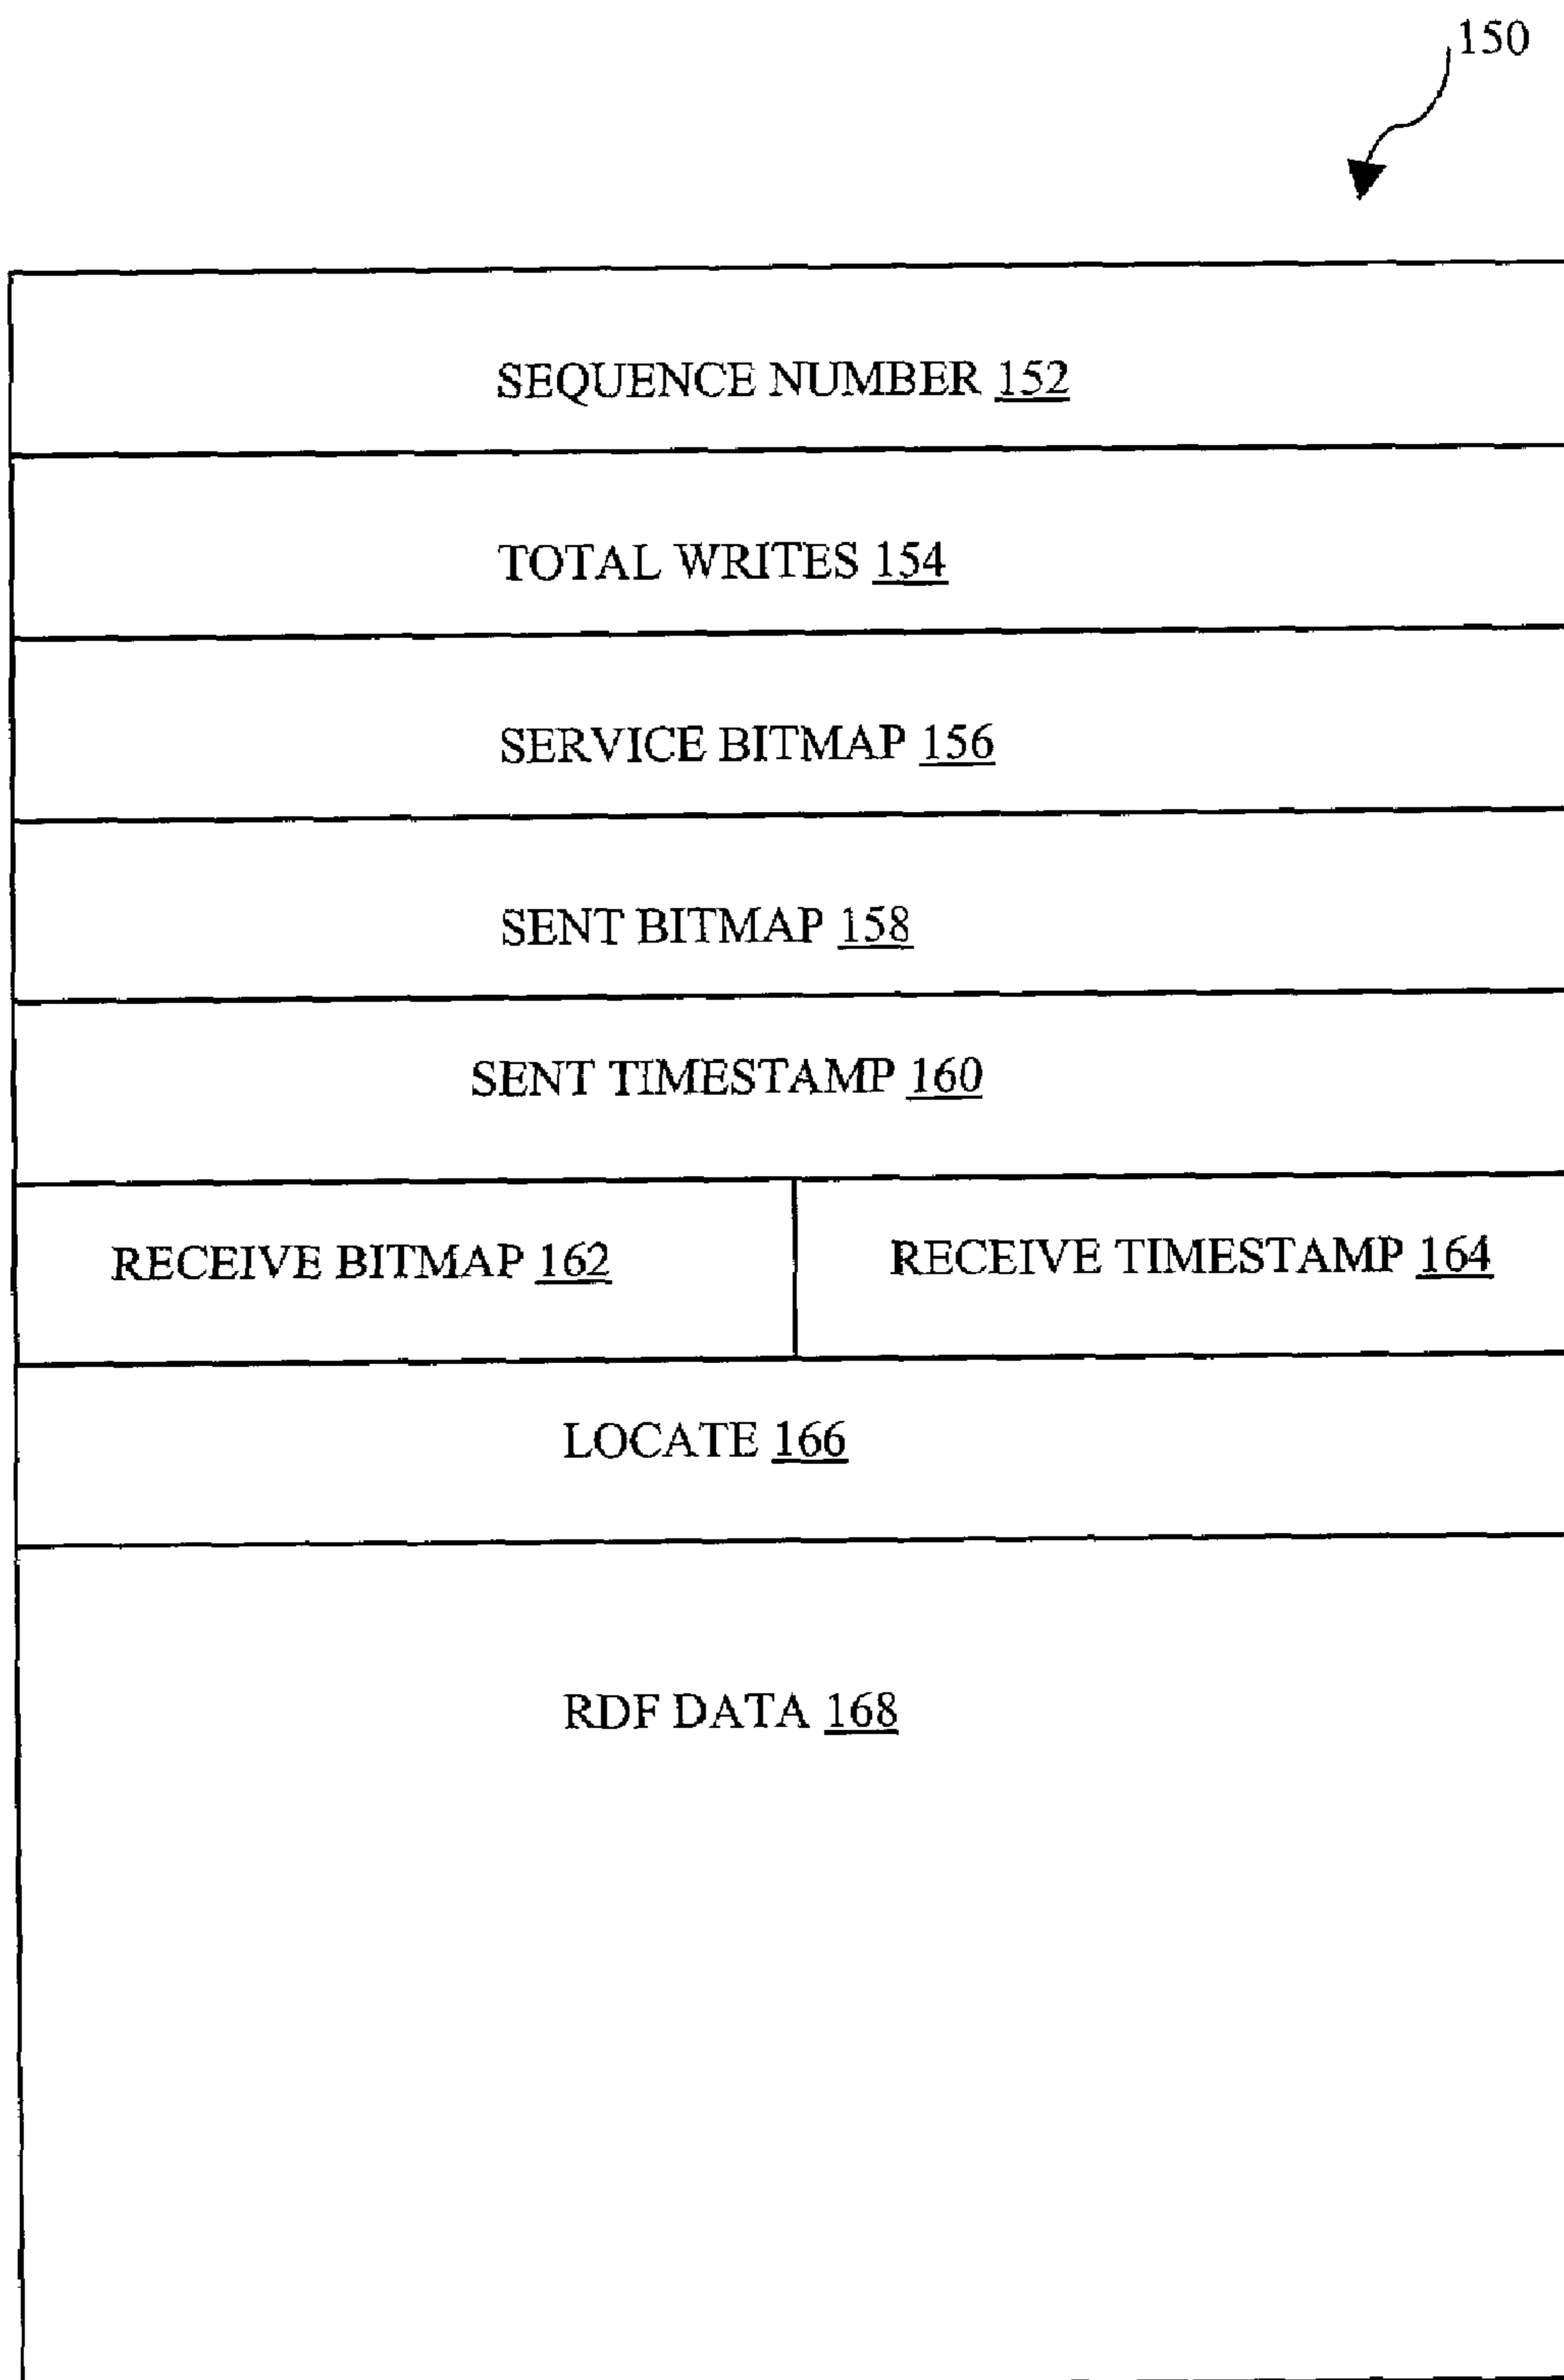 150
SEQUENCE NUMBER 152
TOTAL WRITES 154
SERVICE BITMAP 156
SENT BITMAP 158
SENT TIMESTAMP 160
RECEIVE BITMAP 162
RECEIVE TIMESTAMP 164
LOCATE 166
RDF DATA 168